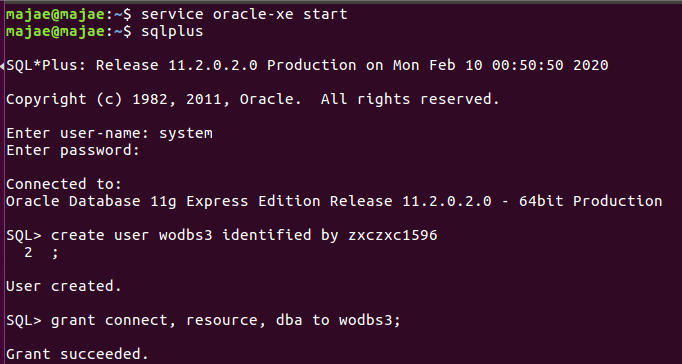 majae@majae:~$ service oracle-xe start
majae@majae:~$ sqlplus
SQL*Plus: Release 11.2.0.2.0 Production on Mon Feb 10 00:50:50 2020
Copyright (c) 1982, 2011, Oracle.  All rights reserved.
Enter user-name: system
Enter password:
Connected to:
Oracle Database 11g Express Edition Release 11.2.0.2.0 - 64bit Production
SQL> create user wodbs3 identified by zxczxc1596
  2  ;
User created.
SQL> grant connect, resource, dba to wodbs3;
Grant succeeded.